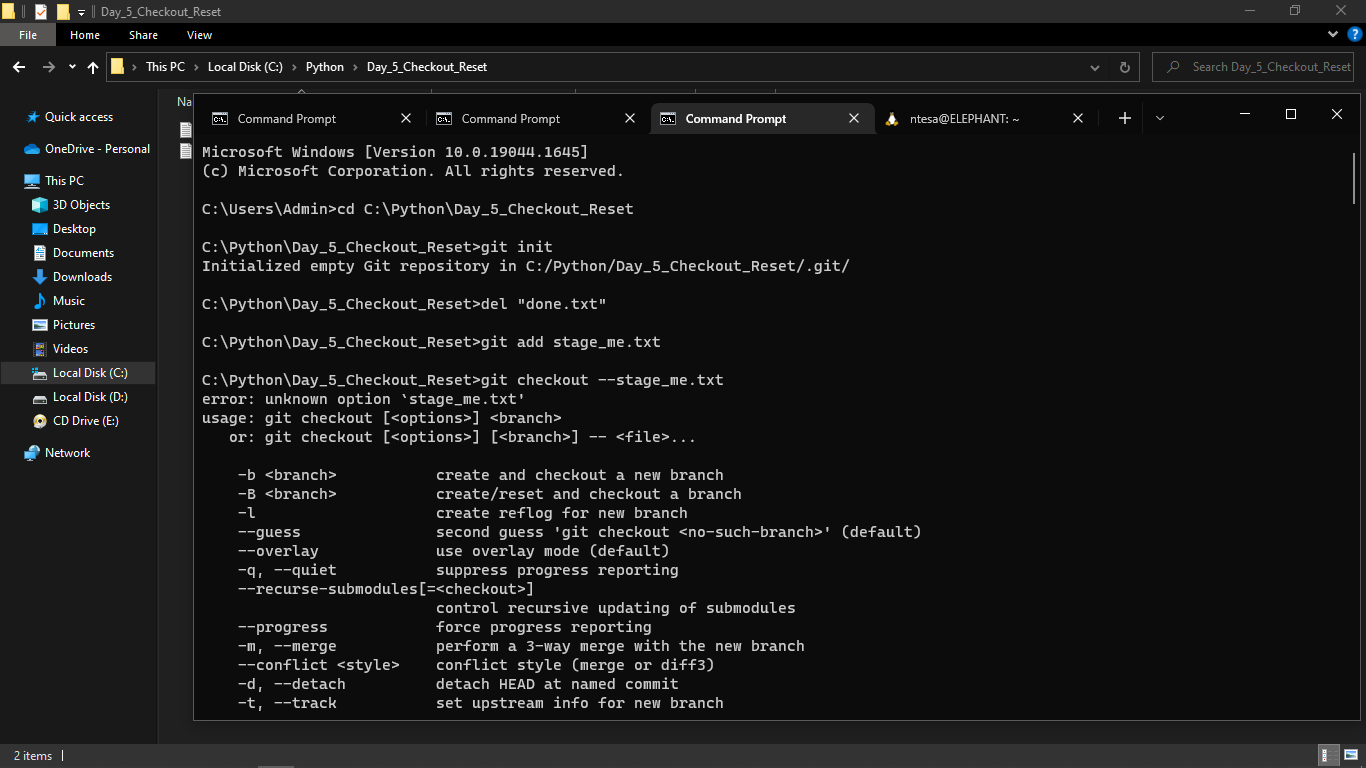 Day_5_Checkout_Reset
File Home Share View
This PC Local Disk (C:) Python Day_5_Checkout_Reset Search Day_5_Checkout_Reset
Na
Quick access
OneDrive - Personal
This PC
3D Objects
Desktop
Documents
Downloads
Music
Pictures
Videos
Local Disk (C:)
Local Disk (D:)
CD Drive (E:)
Network
Command Prompt Command Prompt Command Prompt ntesa@ELEPHANT: ~
Microsoft Windows [Version 10.0.19044.1645]
(c) Microsoft Corporation. All rights reserved.
C:\Users\Admin>cd C:\Python\Day_5_Checkout_Reset
C:\Python\Day_5_Checkout_Reset>git init
Initialized empty Git repository in C:/Python/Day_5_Checkout_Reset/.git/
C:\Python\Day_5_Checkout_Reset>del "done.txt"
C:\Python\Day_5_Checkout_Reset>git add stage_me.txt
C:\Python\Day_5_Checkout_Reset>git checkout --stage_me.txt
error: unknown option `stage_me.txt'
usage: git checkout [<options>] <branch>
or: git checkout [<options>] [<branch>] -- <file>...
-b <branch> create and checkout a new branch
-B <branch> create/reset and checkout a branch
-l create reflog for new branch
--guess second guess 'git checkout <no-such-branch>' (default)
--overlay use overlay mode (default)
-q, --quiet suppress progress reporting
--recurse-submodules[=<checkout>]
control recursive updating of submodules
--progress force progress reporting
-m, --merge perform a 3-way merge with the new branch
--conflict <style> conflict style (merge or diff3)
-d, --detach detach HEAD at named commit
-t, --track set upstream info for new branch
2 items